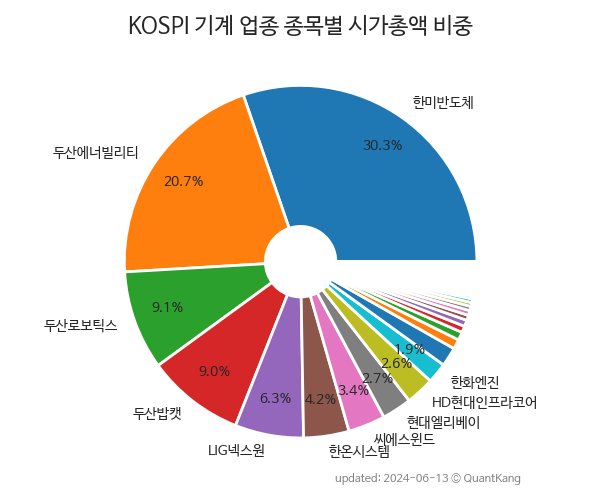 KOSPI 기계 업종 종목별 시가총액 비중
한미반도체
30.3%
두산에너빌리티
20.7%
두산로보틱스
9.1%
두산밥캣
9.0%
LIG넥스원
6.3%
한온시스템
4.2%
씨에스윈드
3.4%
현대엘리베이
2.7%
HD현대인프라코어
2.6%
한화엔진
1.9%
updated: 2024-06-13 © QuantKang